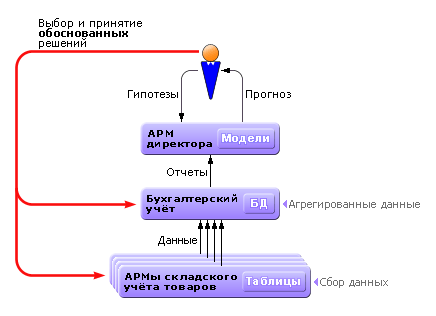 Выбор и принятие
обоснованных
решений
Гипотезы
Прогноз
АРМ
директора
Модели
Отчеты
Бухгалтерский
учёт
БД
Агрегированные данные
Данные
АРМы складского
учёта товаров
Таблицы
Сбор данных